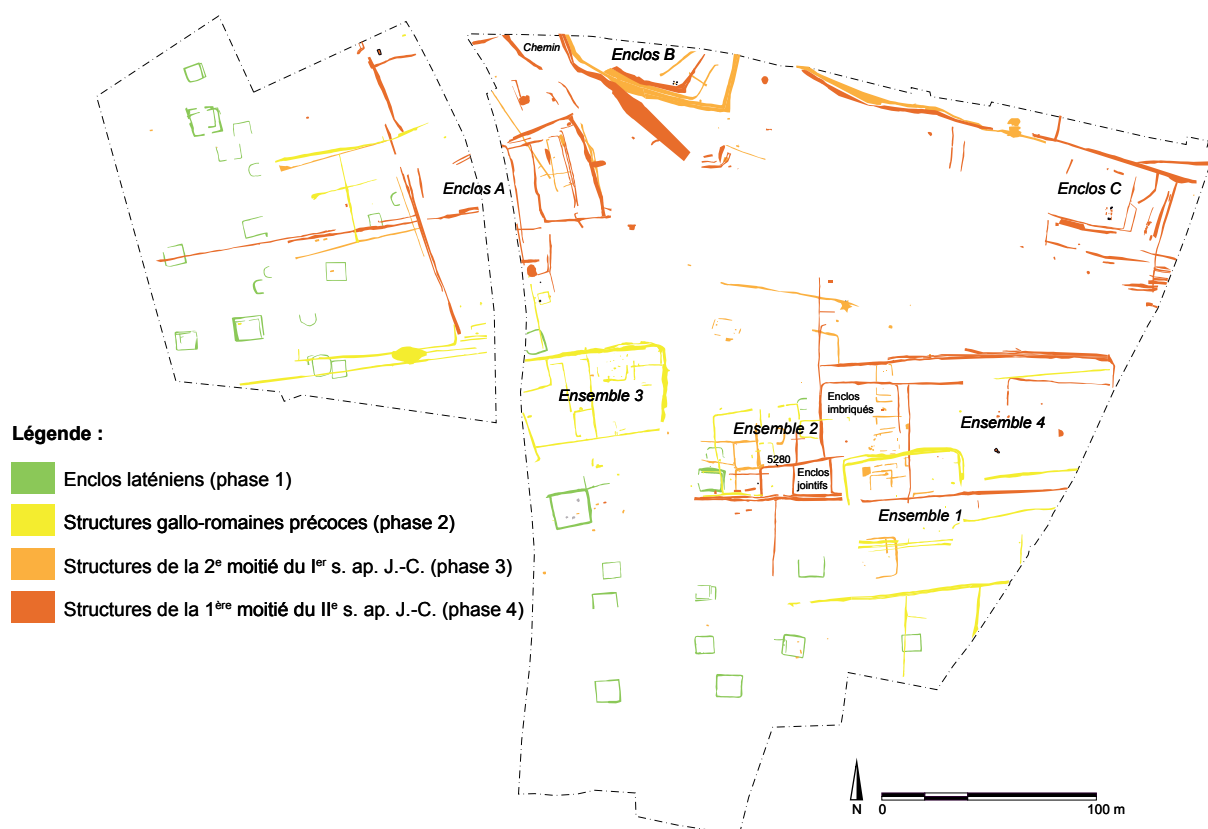 Chemin
Enclos B
Enclos A
Enclos C
Ensemble 3
Enclos
imbriqués
Ensemble 2
Ensemble 4
5280
Enclos
jointifs
Ensemble 1
Légende :
Enclos laténiens (phase 1)
Structures gallo-romaines précoces (phase 2)
Structures de la 2e moitié du Ier s. ap. J.-C. (phase 3)
Structures de la 1ère moitié du IIe s. ap. J.-C. (phase 4)
N
0
100 m